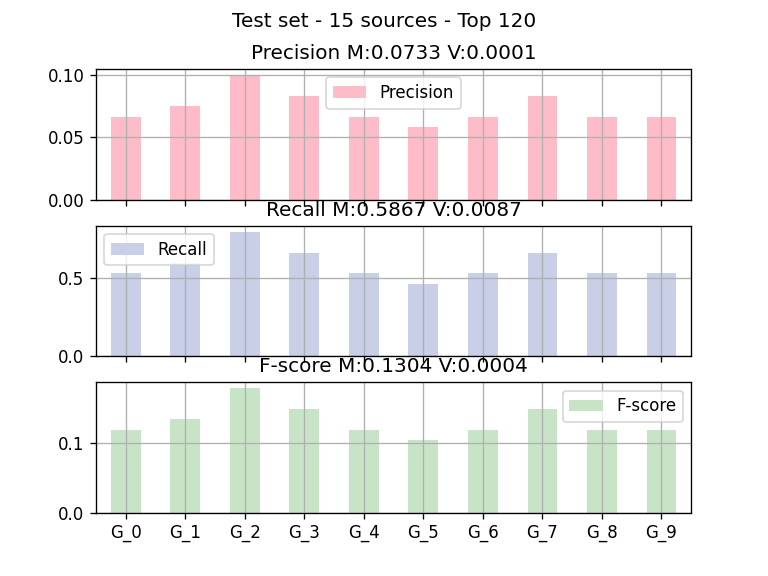 Test set - 15 sources - Top 120
Precision M:0.0733 V:0.0001
0.10
0.05
0.00
Precision
Recall M:0.5867 V:0.0087
0.5
0.0
Recall
F-score M:0.1304 V:0.0004
0.1
0.0
F-score
G_0 G_1 G_2 G_3 G_4 G_5 G_6 G_7 G_8 G_9